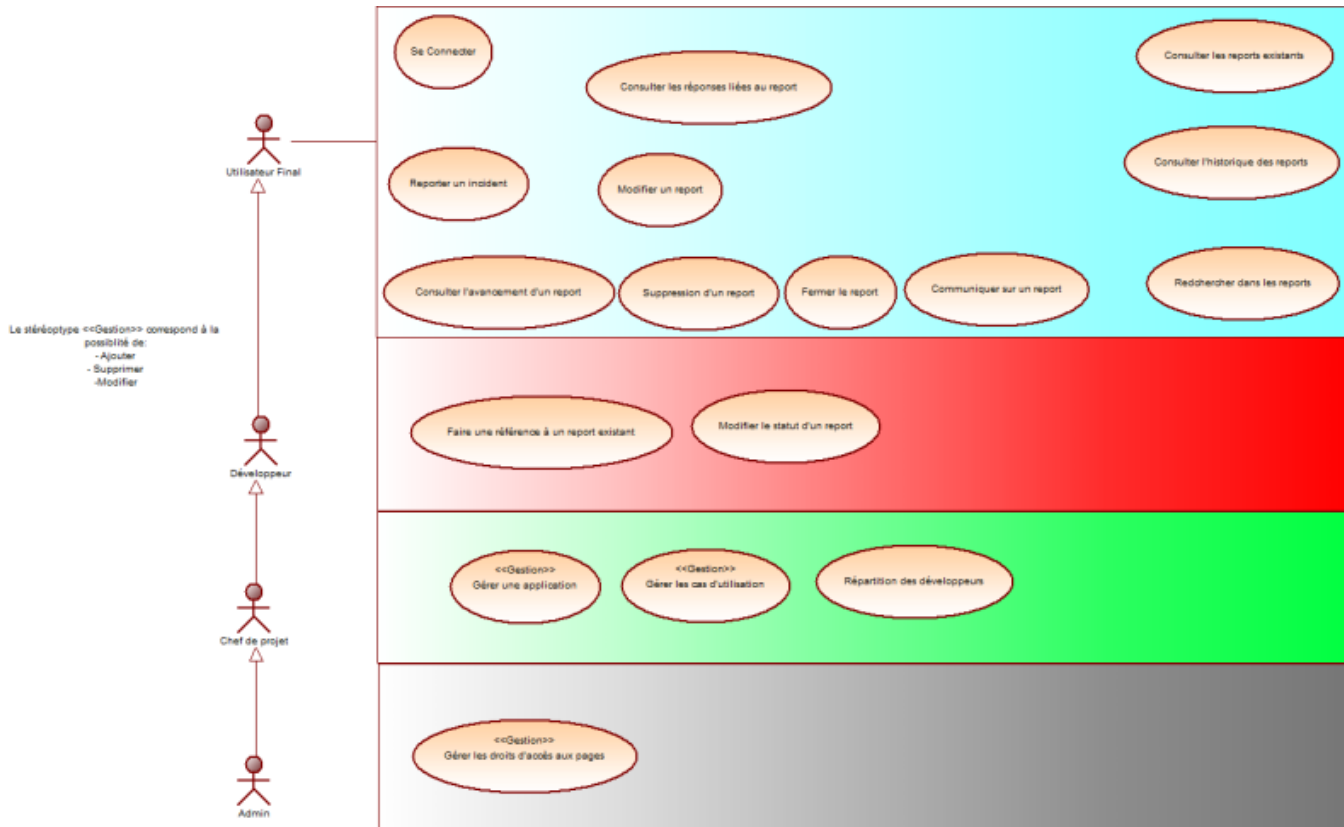 Se Connecter
Consulter les réponses liées au report
Consulter les reports existants
Utilisateur Final
Reporter un incident
Modifier un report
Consulter l'historique des reports
Consulter l'avancement d'un report
Suppression d'un report
Fermer le report
Communiquer sur un report
Redchercher dans les reports
Le stéréoptype <<Gestion>> correspond à la
possiblité de:
- Ajouter
- Supprimer
-Modifier
Développeur
Faire une référence à un report existant
Modifier le statut d'un report
Chef de projet
<<Gestion>>
Gérer une application
<<Gestion>>
Gérer les cas d'utilisation
Répartition des développeurs
Admin
<<Gestion>>
Gérer les droits d'accès aux pages